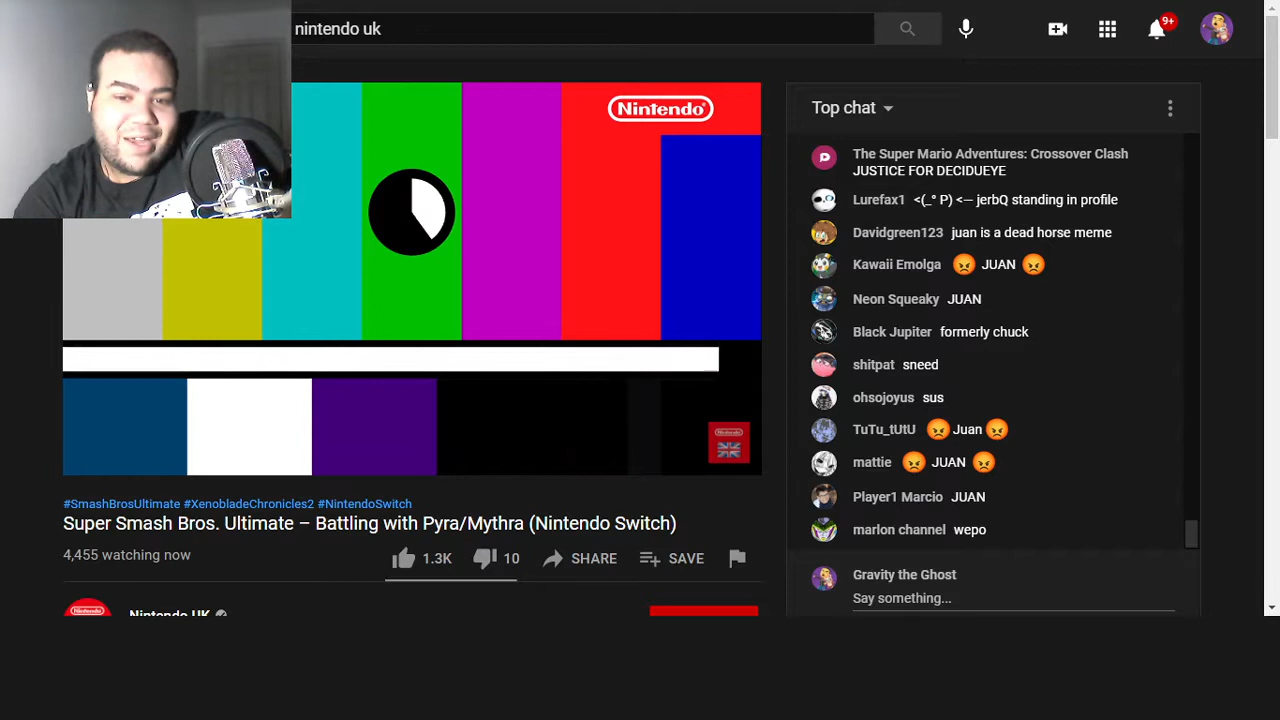 nintendo uk
9+
Nintendo
Nintendo
#SmashBrosUltimate #XenobladeChronicles2 #NintendoSwitch
Super Smash Bros. Ultimate – Battling with Pyra/Mythra (Nintendo Switch)
4,455 watching now
1.3K
10
SHARE
SAVE
Nintendo UK
Top chat
The Super Mario Adventures: Crossover Clash
JUSTICE FOR DECIDUEYE
Lurefax1 <(_° P) <-- jerbQ standing in profile
Davidgreen123 juan is a dead horse meme
Kawaii Emolga 😡 JUAN 😡
Neon Squeaky JUAN
Black Jupiter formerly chuck
shitpat sneed
ohsojoyus sus
TuTu_tUtU 😡 Juan 😡
mattie 😡 JUAN 😡
Player1 Marcio JUAN
marlon channel wepo
Gravity the Ghost
Say something...